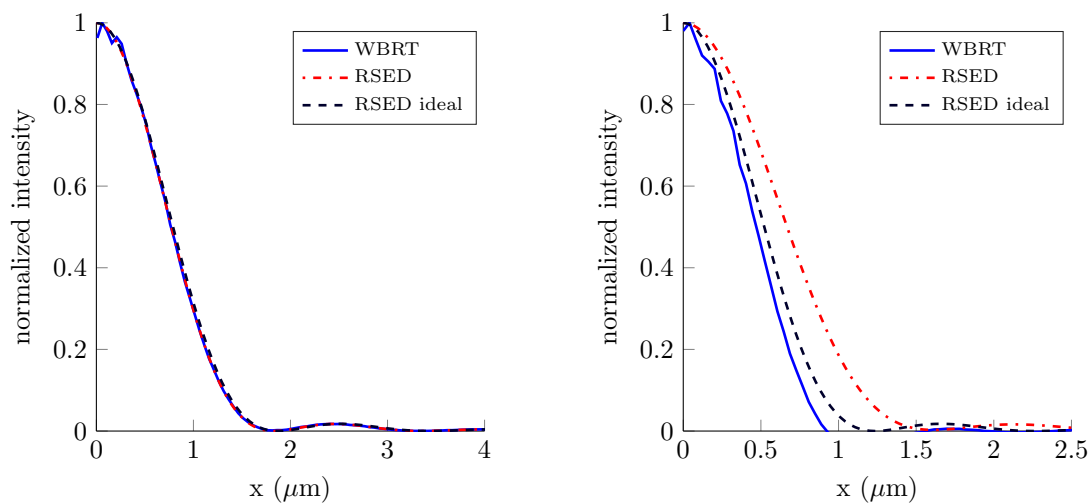 1
0.8
0.6
0.4
0.2
0
0
1
2
3
4
normalized intensity
x (μm)
WBRT
RSED
RSED ideal
1
0.8
0.6
0.4
0.2
0
0
0.5
1
1.5
2
2.5
normalized intensity
x (μm)
WBRT
RSED
RSED ideal